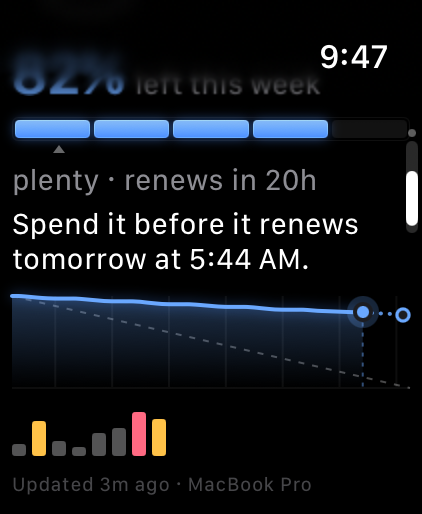 9:47
82% left this week
plenty · renews in 20h
Spend it before it renews
tomorrow at 5:44 AM.
Updated 3m ago · MacBook Pro